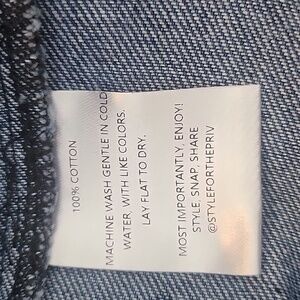 100% COTTON
MACHINE WASH GENTLE IN COLD
WATER, WITH LIKE COLORS.
LAY FLAT TO DRY.
MOST IMPORTANTLY, ENJOY!
STYLE, SNAP, SHARE
@STYLEFORTHEPRIV